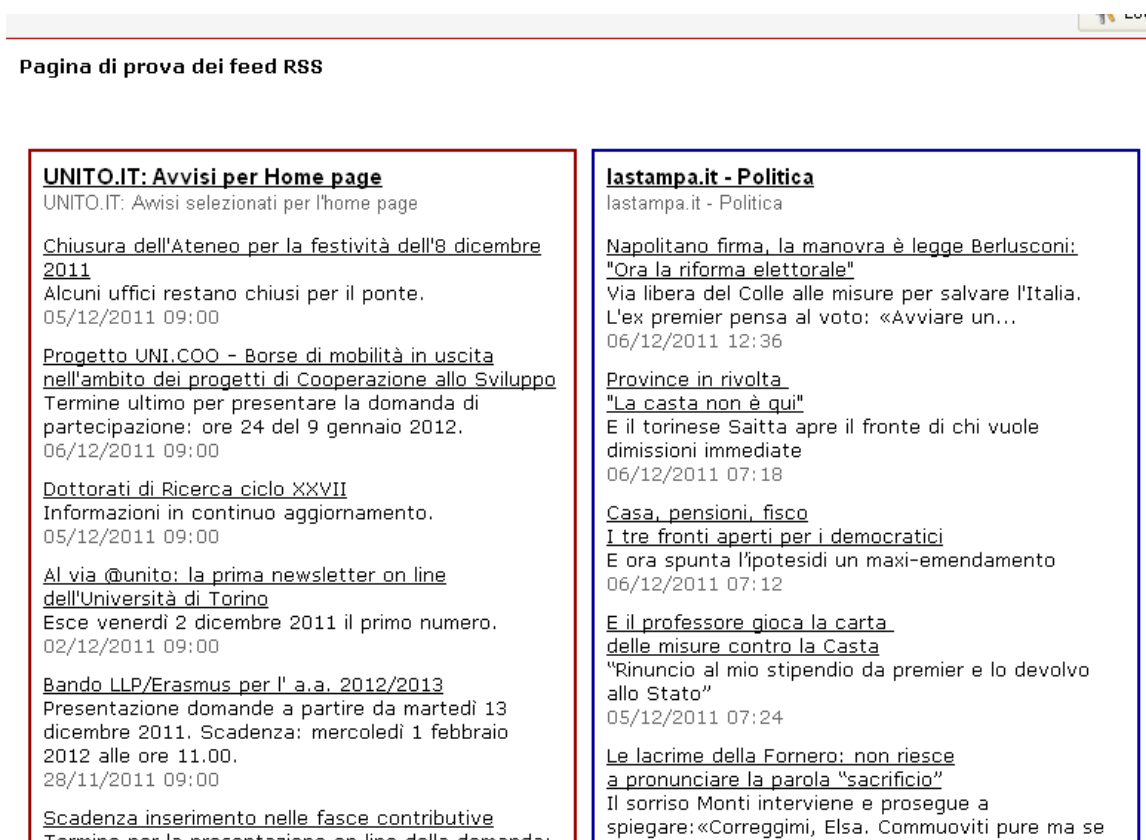 Pagina di prova dei feed RSS
UNITO.IT: Avvisi per Home page
UNITO.IT: Avvisi selezionati per l'home page
Chiusura dell'Ateneo per la festività dell'8 dicembre
2011
Alcuni uffici restano chiusi per il ponte.
05/12/2011 09:00
Progetto UNI.COO - Borse di mobilità in uscita
nell'ambito dei progetti di Cooperazione allo Sviluppo
Termine ultimo per presentare la domanda di
partecipazione: ore 24 del 9 gennaio 2012.
06/12/2011 09:00
Dottorati di Ricerca ciclo XXVII
Informazioni in continuo aggiornamento.
05/12/2011 09:00
Al via @unito: la prima newsletter on line
dell'Università di Torino
Esce venerdì 2 dicembre 2011 il primo numero.
02/12/2011 09:00
Bando LLP/Erasmus per l' a.a. 2012/2013
Presentazione domande a partire da martedì 13
dicembre 2011. Scadenza: mercoledì 1 febbraio
2012 alle ore 11.00.
28/11/2011 09:00
Scadenza inserimento nelle fasce contributive
Termine per la presentazione on line della domanda:
lastampa.it - Politica
lastampa.it - Politica
Napolitano firma, la manovra è legge Berlusconi:
"Ora la riforma elettorale"
Via libera del Colle alle misure per salvare l'Italia.
L'ex premier pensa al voto: «Avviare un...
06/12/2011 12:36
Province in rivolta
"La casta non è qui"
E il torinese Saitta apre il fronte di chi vuole
dimissioni immediate
06/12/2011 07:18
Casa, pensioni, fisco
I tre fronti aperti per i democratici
E ora spunta l'ipotesidi un maxi-emendamento
06/12/2011 07:12
E il professore gioca la carta
delle misure contro la Casta
“Rinuncio al mio stipendio da premier e lo devolvo
allo Stato”
05/12/2011 07:24
Le lacrime della Fornero: non riesce
a pronunciare la parola “sacrificio”
Il sorriso Monti interviene e prosegue a
spiegare:«Correggimi, Elsa. Commuoviti pure ma se